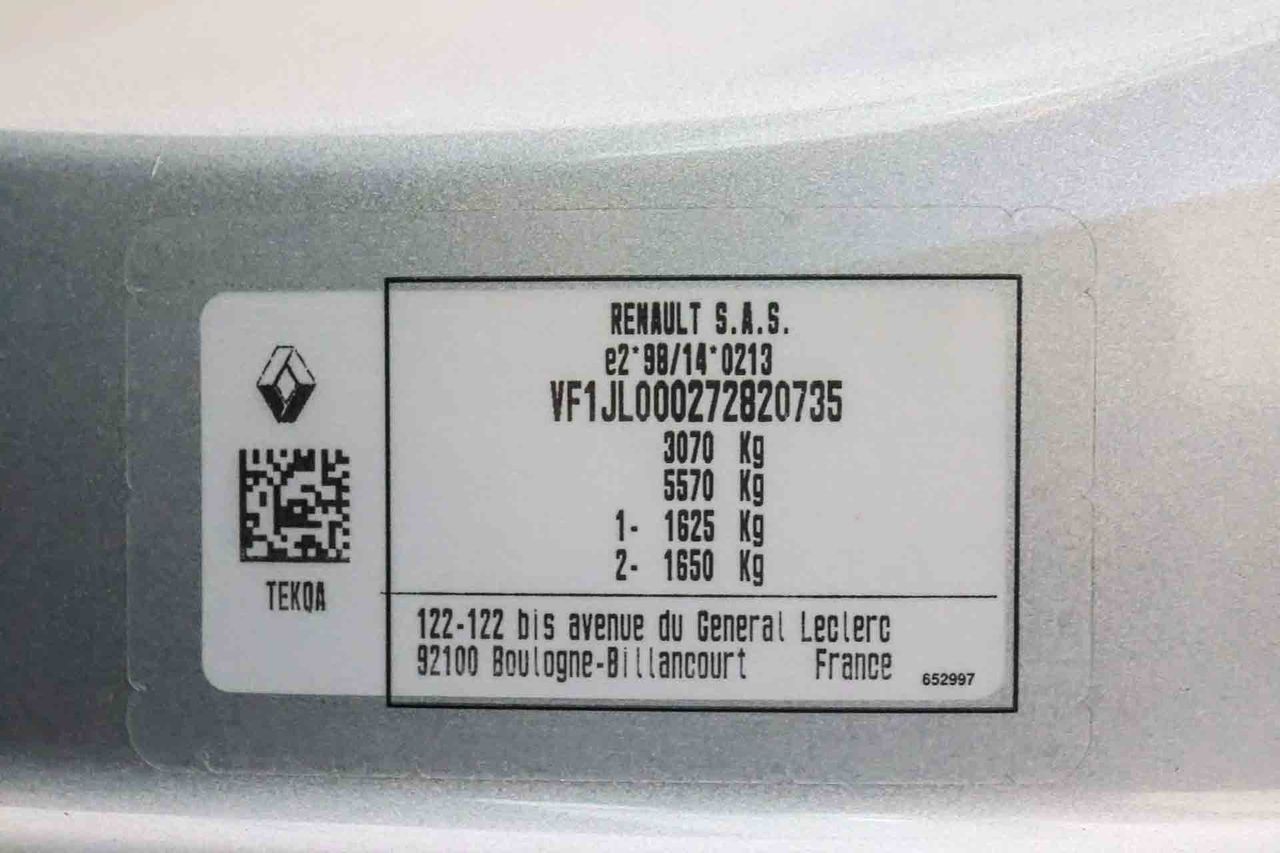 RENAULT S.A.S.
e2*98/14*0213
VF1JL000272820735
3070 Kg
5570 Kg
1- 1625 Kg
2- 1650 Kg
TEKQA
122-122 bis avenue du General Leclerc
92100 Boulogne-Billancourt France
652997